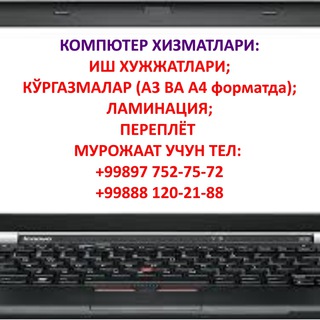 КОМПЮТЕР ХИЗМАТЛАРИ:
ИШ ХУЖЖАТЛАРИ;
КЎРГАЗМАЛАР (А3 ВА А4 форматда);
ЛАМИНАЦИЯ;
ПЕРЕПЛЁТ
МУРОЖААТ УЧУН ТЕЛ:
+99897 752-75-72
+99888 120-21-88
lenovo